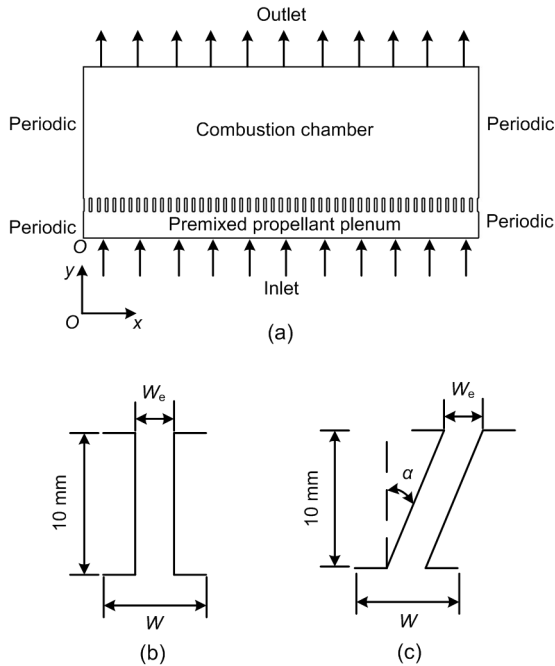 Outlet
Periodic
Combustion chamber
Periodic
Periodic
Premixed propellant plenum
Periodic
O
y
Inlet
O
x
(a)
We
We
10 mm
10 mm
α
W
W
(b)
(c)